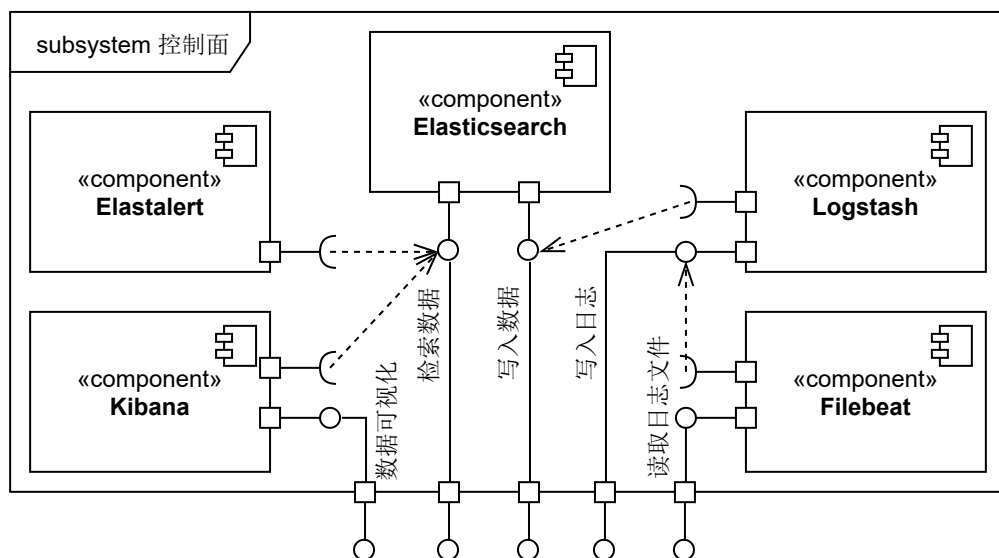 subsystem 控制面
«component»
Elasticsearch
«component»
Elastalert
«component»
Logstash
«component»
Kibana
«component»
Filebeat
数据可视化
检索数据
写入数据
写入日志
读取日志文件